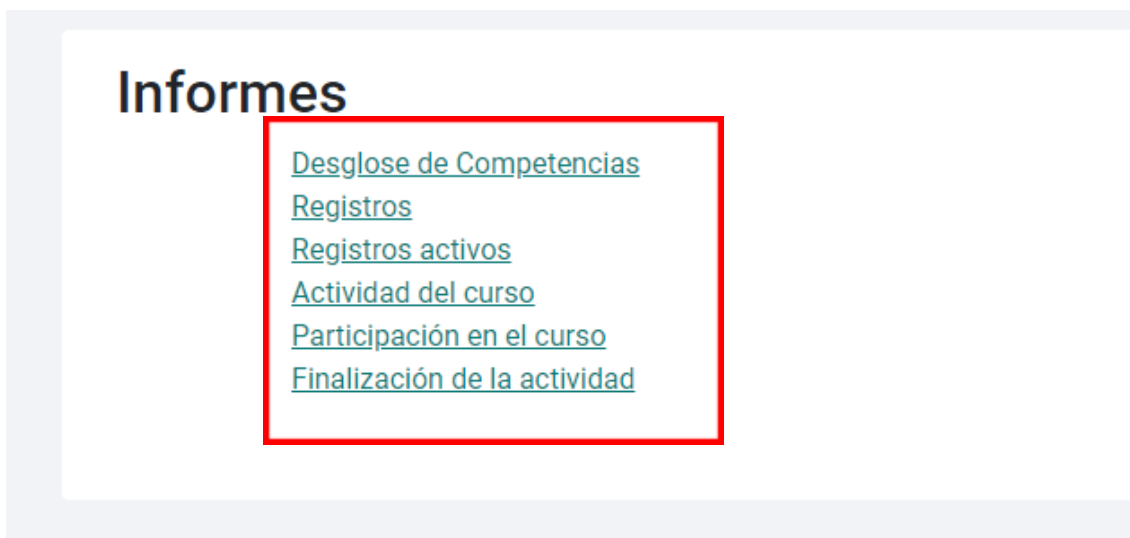 Informes
Desglose de Competencias
Registros
Registros activos
Actividad del curso
Participación en el curso
Finalización de la actividad